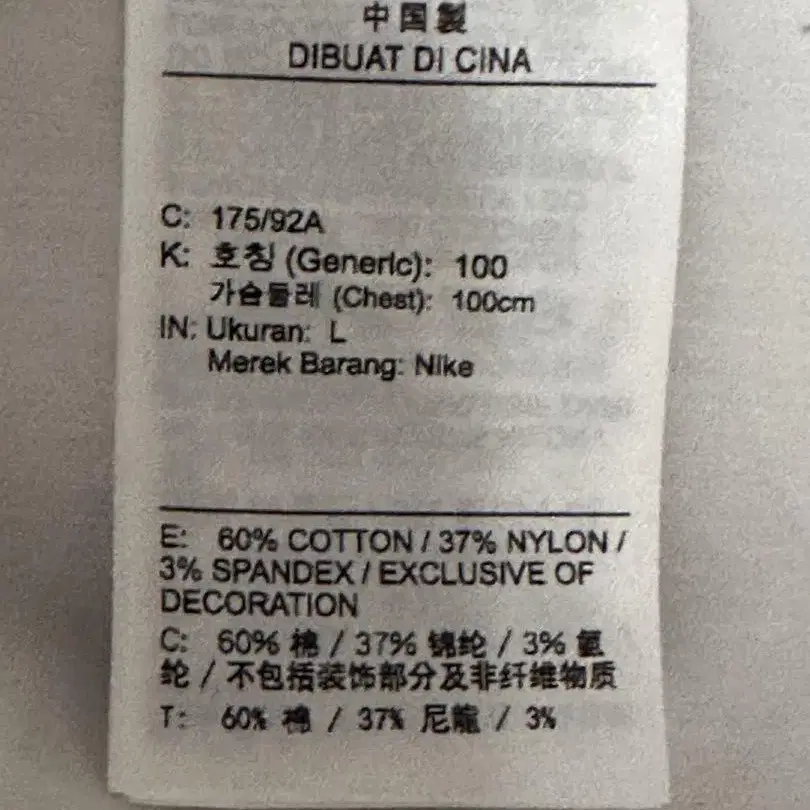 中国製
DIBUAT DI CINA
C: 175/92A
K: 호칭 (Generic): 100
가슴둘레 (Chest): 100cm
IN: Ukuran: L
Merek Barang: Nike
E: 60% COTTON / 37% NYLON /
3% SPANDEX / EXCLUSIVE OF
DECORATION
C: 60% 棉 / 37% 锦纶 / 3% 氨
纶 / 不包括装饰部分及非纤维物质
T: 60% 棉 / 37% 尼龍 / 3%